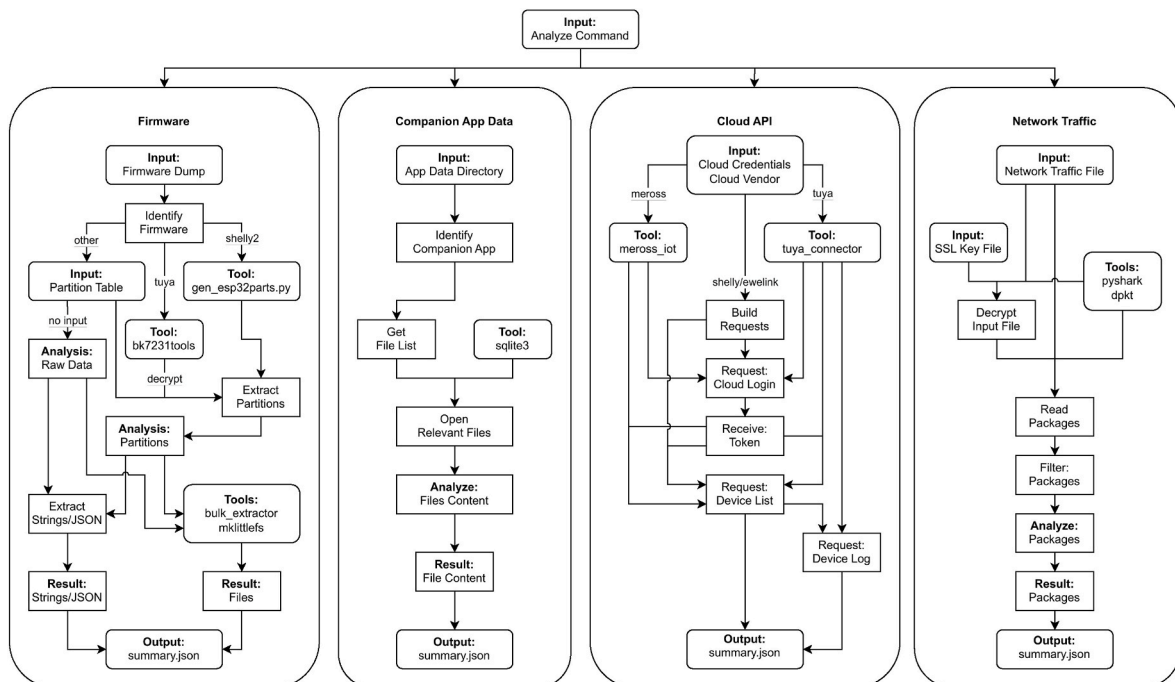 Input:
Analyze Command
Firmware
Input:
Firmware Dump
Identify
Firmware
other
shelly2
tuya
Input:
Partition Table
Tool:
gen_esp32parts.py
no input
Tool:
bk7231tools
Analysis:
Raw Data
decrypt
Extract
Partitions
Analysis:
Partitions
Extract
Strings/JSON
Tools:
bulk_extractor
mklittlefs
Result:
Strings/JSON
Result:
Files
Output:
summary.json
Companion App Data
Input:
App Data Directory
Identify
Companion App
Get
File List
Tool:
sqlite3
Open
Relevant Files
Analyze:
Files Content
Result:
File Content
Output:
summary.json
Cloud API
Input:
Cloud Credentials
Cloud Vendor
meross
tuya
Tool:
meross_iot
Tool:
tuya_connector
shelly/ewelink
Build
Requests
Request:
Cloud Login
Receive:
Token
Request:
Device List
Request:
Device Log
Output:
summary.json
Network Traffic
Input:
Network Traffic File
Input:
SSL Key File
Tools:
pyshark
dpkt
Decrypt
Input File
Read
Packages
Filter:
Packages
Analyze:
Packages
Result:
Packages
Output:
summary.json